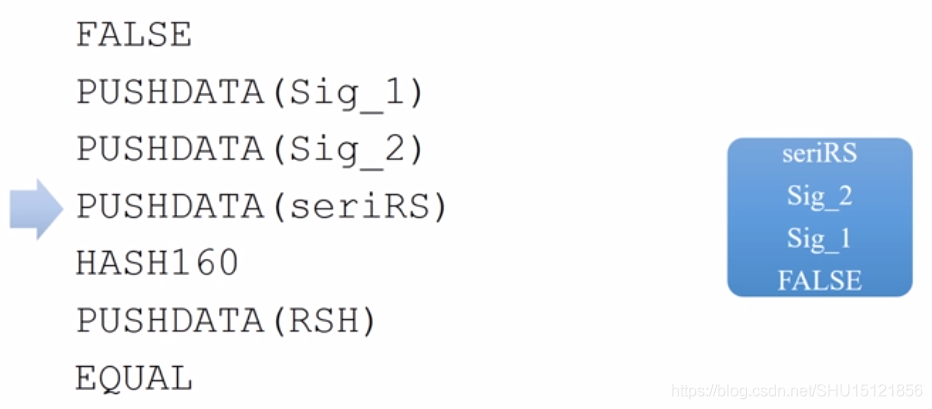 FALSE
PUSHDATA(Sig_1)
PUSHDATA(Sig_2)
PUSHDATA(seriRS)
HASH160
PUSHDATA(RSH)
EQUAL
seriRS
Sig_2
Sig_1
FALSE
https://blog.csdn.net/SHU15121856